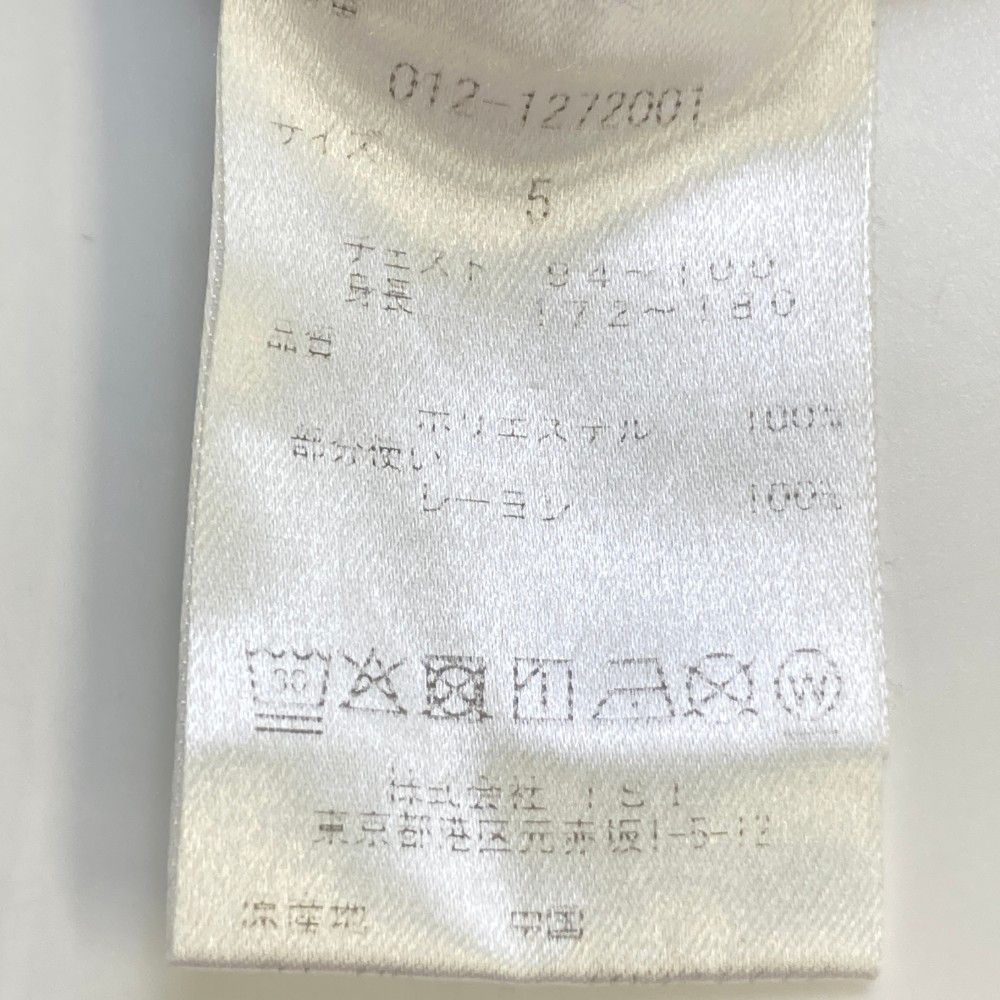 012-1272001
サイズ
5
チェスト 94~100
身長 172~180
品質
ポリエステル 100%
部分使い
レーヨン 100%
30
W
株式会社
東京都港区元赤坂1-5-12
原産地 中国